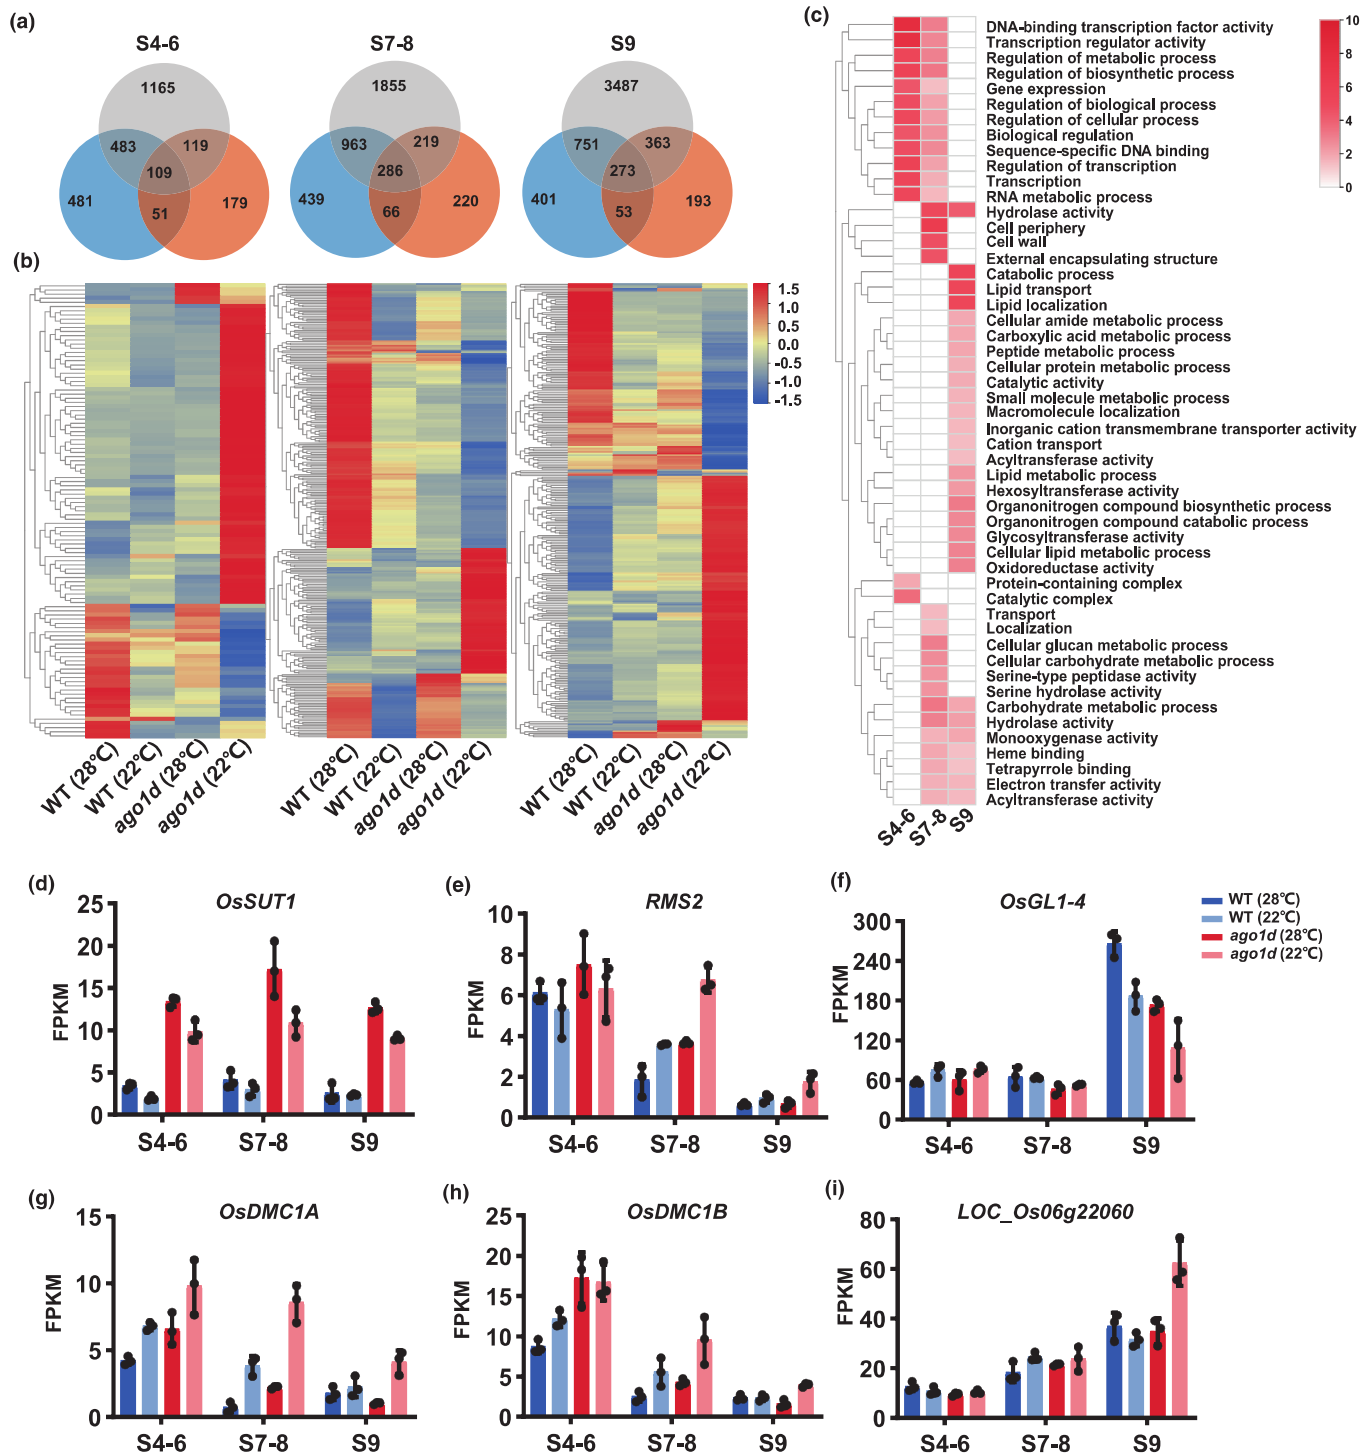 (a)
S4-6
S7-8
S9
1165
483
119
109
481
51
179
1855
963
219
286
439
66
220
3487
751
363
273
401
53
193
(b)
1.5
1.0
0.5
0.0
-0.5
-1.0
-1.5
WT (28°C)
WT (22°C)
ago1d (28°C)
ago1d (22°C)
WT (28°C)
WT (22°C)
ago1d (28°C)
ago1d (22°C)
WT (28°C)
WT (22°C)
ago1d (28°C)
ago1d (22°C)
(c)
DNA-binding transcription factor activity
Transcription regulator activity
Regulation of metabolic process
Regulation of biosynthetic process
Gene expression
Regulation of biological process
Regulation of cellular process
Biological regulation
Sequence-specific DNA binding
Regulation of transcription
Transcription
RNA metabolic process
Hydrolase activity
Cell periphery
Cell wall
External encapsulating structure
Catabolic process
Lipid transport
Lipid localization
Cellular amide metabolic process
Carboxylic acid metabolic process
Peptide metabolic process
Cellular protein metabolic process
Catalytic activity
Small molecule metabolic process
Macromolecule localization
Inorganic cation transmembrane transporter activity
Cation transport
Acyltransferase activity
Lipid metabolic process
Hexosyltransferase activity
Organonitrogen compound biosynthetic process
Organonitrogen compound catabolic process
Glycosyltransferase activity
Cellular lipid metabolic process
Oxidoreductase activity
Protein-containing complex
Catalytic complex
Transport
Localization
Cellular glucan metabolic process
Cellular carbohydrate metabolic process
Serine-type peptidase activity
Serine hydrolase activity
Carbohydrate metabolic process
Hydrolase activity
Monooxygenase activity
Heme binding
Tetrapyrrole binding
Electron transfer activity
Acyltransferase activity
S4-6
S7-8
S9
10
8
6
4
2
0
(d)
OsSUT1
FPKM
25
20
15
10
5
0
S4-6
S7-8
S9
(e)
RMS2
FPKM
10
8
6
4
2
0
S4-6
S7-8
S9
(f)
OsGL1-4
FPKM
300
240
180
120
60
0
S4-6
S7-8
S9
WT (28°C)
WT (22°C)
ago1d (28°C)
ago1d (22°C)
(g)
OsDMC1A
FPKM
15
10
5
0
S4-6
S7-8
S9
(h)
OsDMC1B
FPKM
25
20
15
10
5
0
S4-6
S7-8
S9
(i)
LOC_Os06g22060
FPKM
80
60
40
20
0
S4-6
S7-8
S9